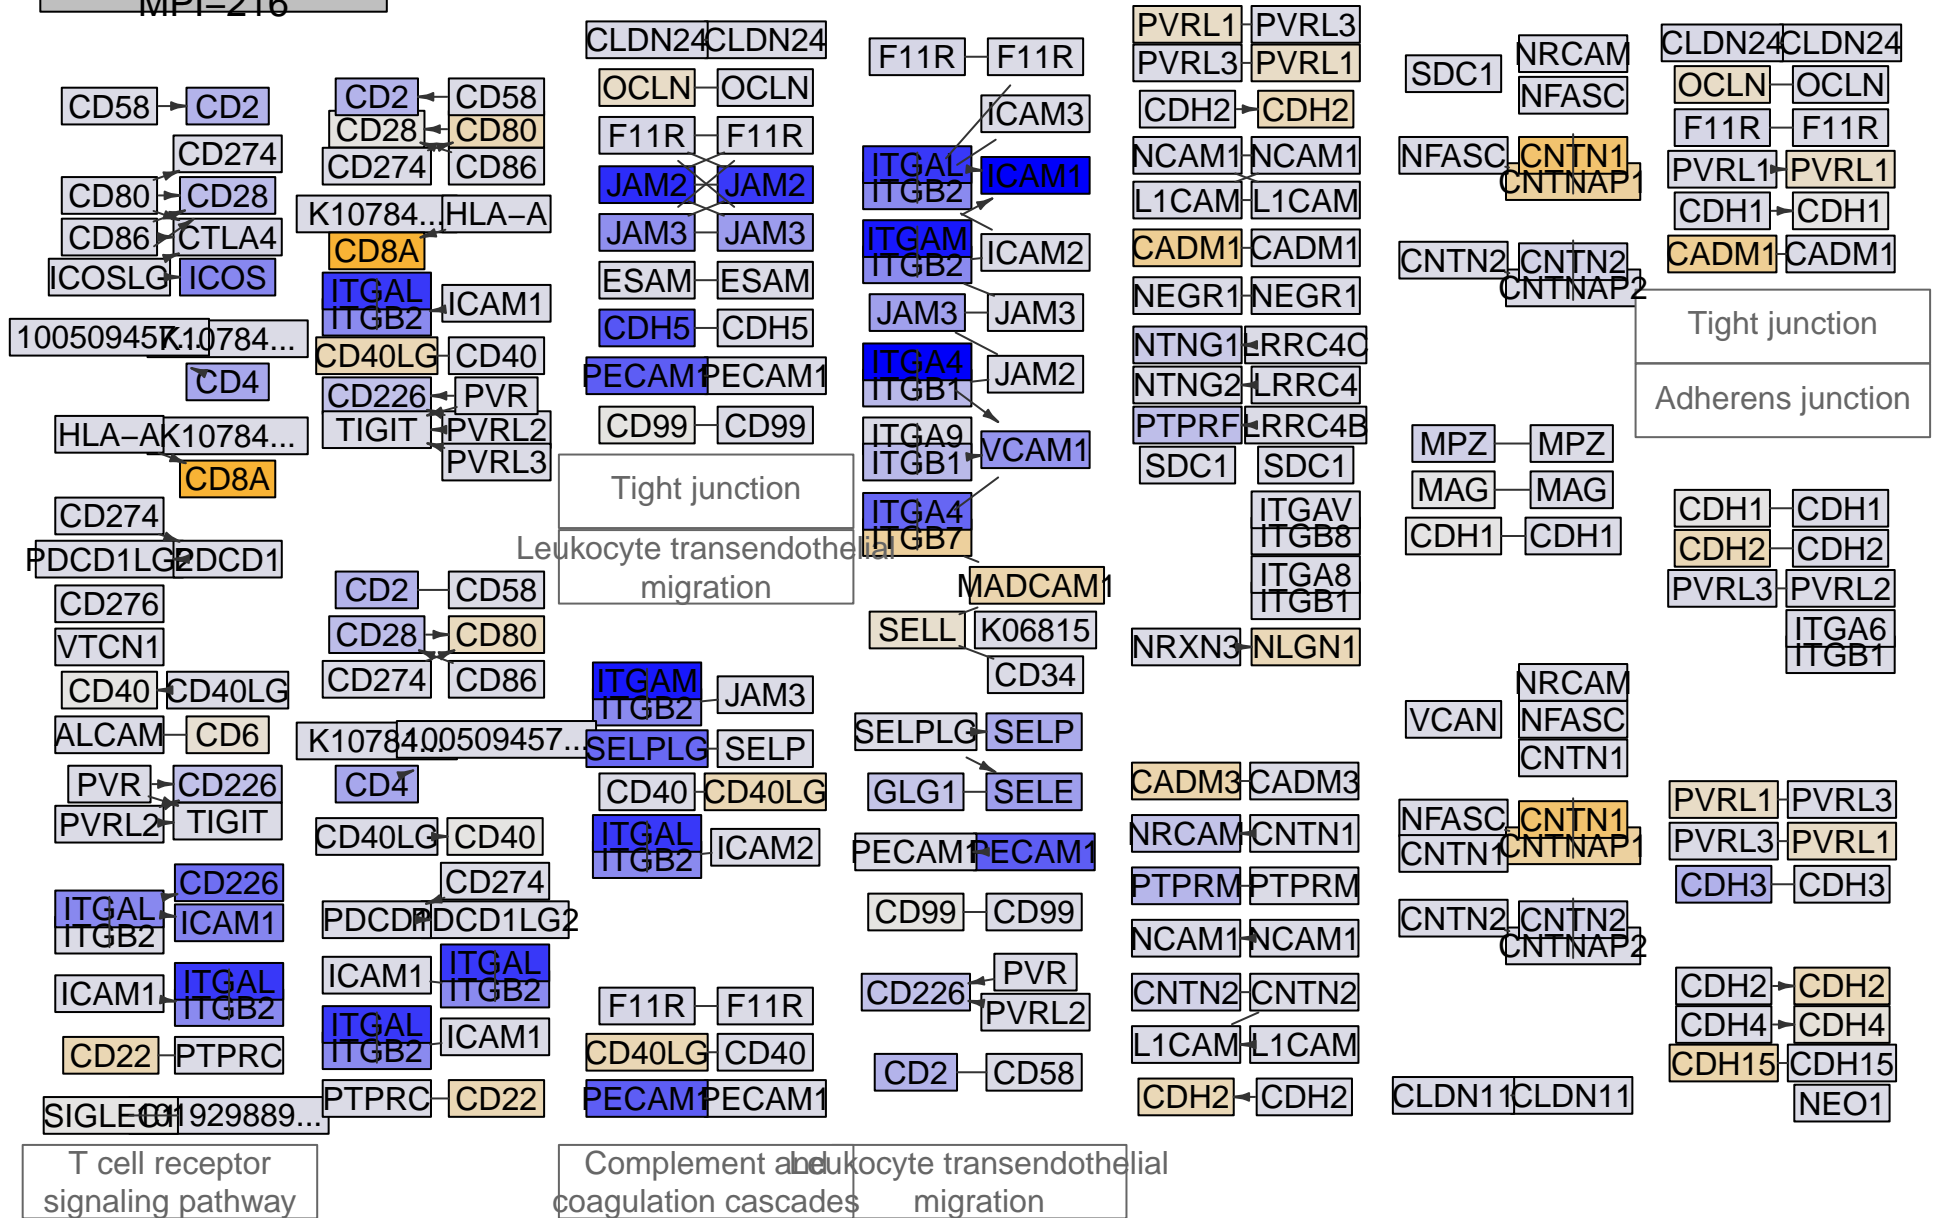 MPI−216
CD58
CD2
CD274
CD80
CD28
CD86
CTLA4
ICOSLG
ICOS
100509457...
K10784...
CD4
HLA−A
K10784...
CD8A
CD274
PDCD1LG2
PDCD1
CD276
VTCN1
CD40
CD40LG
ALCAM
CD6
PVR
CD226
PVRL2
TIGIT
CD226
ITGAL
ITGB2
ICAM1
ICAM1
ITGAL
ITGB2
CD22
PTPRC
SIGLEC1
101929889...
T cell receptor
signaling pathway
CD2
CD58
CD28
CD80
CD274
CD86
K10784...
HLA−A
CD8A
ITGAL
ITGB2
ICAM1
CD40LG
CD40
CD226
PVR
TIGIT
PVRL2
PVRL3
CD2
CD58
CD28
CD80
CD274
CD86
K10784...
100509457...
CD4
CD40LG
CD40
CD274
PDCD1
PDCD1LG2
ICAM1
ITGAL
ITGB2
ITGAL
ITGB2
ICAM1
PTPRC
CD22
CLDN24
CLDN24
OCLN
OCLN
F11R
F11R
JAM2
JAM2
JAM3
JAM3
ESAM
ESAM
CDH5
CDH5
PECAM1
PECAM1
CD99
CD99
Tight junction
Leukocyte transendothelial
migration
ITGAM
ITGB2
JAM3
SELPLG
SELP
CD40
CD40LG
ITGAL
ITGB2
ICAM2
F11R
F11R
CD40LG
CD40
PECAM1
PECAM1
Complement and
coagulation cascades
F11R
F11R
ICAM3
ITGAL
ITGB2
ICAM1
ITGAM
ITGB2
ICAM2
JAM3
JAM3
ITGA4
ITGB1
JAM2
ITGA9
ITGB1
VCAM1
ITGA4
ITGB7
MADCAM1
SELL
K06815
CD34
SELPLG
SELP
GLG1
SELE
PECAM1
PECAM1
CD99
CD99
CD226
PVR
PVRL2
CD2
CD58
Leukocyte transendothelial
migration
PVRL1
PVRL3
PVRL3
PVRL1
CDH2
CDH2
NCAM1
NCAM1
L1CAM
L1CAM
CADM1
CADM1
NEGR1
NEGR1
NTNG1
LRRC4C
NTNG2
LRRC4
PTPRF
LRRC4B
SDC1
SDC1
ITGAV
ITGB8
ITGA8
ITGB1
NRXN3
NLGN1
CADM3
CADM3
NRCAM
CNTN1
PTPRM
PTPRM
NCAM1
NCAM1
CNTN2
CNTN2
L1CAM
L1CAM
CDH2
CDH2
SDC1
NRCAM
NFASC
NFASC
CNTN1
CNTNAP1
CNTN2
CNTN2
CNTNAP2
MPZ
MPZ
MAG
MAG
CDH1
CDH1
VCAN
NRCAM
NFASC
CNTN1
NFASC
CNTN1
CNTN1
CNTNAP1
CNTN2
CNTN2
CNTNAP2
CLDN11
CLDN11
CLDN24
CLDN24
OCLN
OCLN
F11R
F11R
PVRL1
PVRL1
CDH1
CDH1
CADM1
CADM1
Tight junction
Adherens junction
CDH1
CDH1
CDH2
CDH2
PVRL3
PVRL2
ITGA6
ITGB1
PVRL1
PVRL3
PVRL3
PVRL1
CDH3
CDH3
CDH2
CDH2
CDH4
CDH4
CDH15
CDH15
NEO1